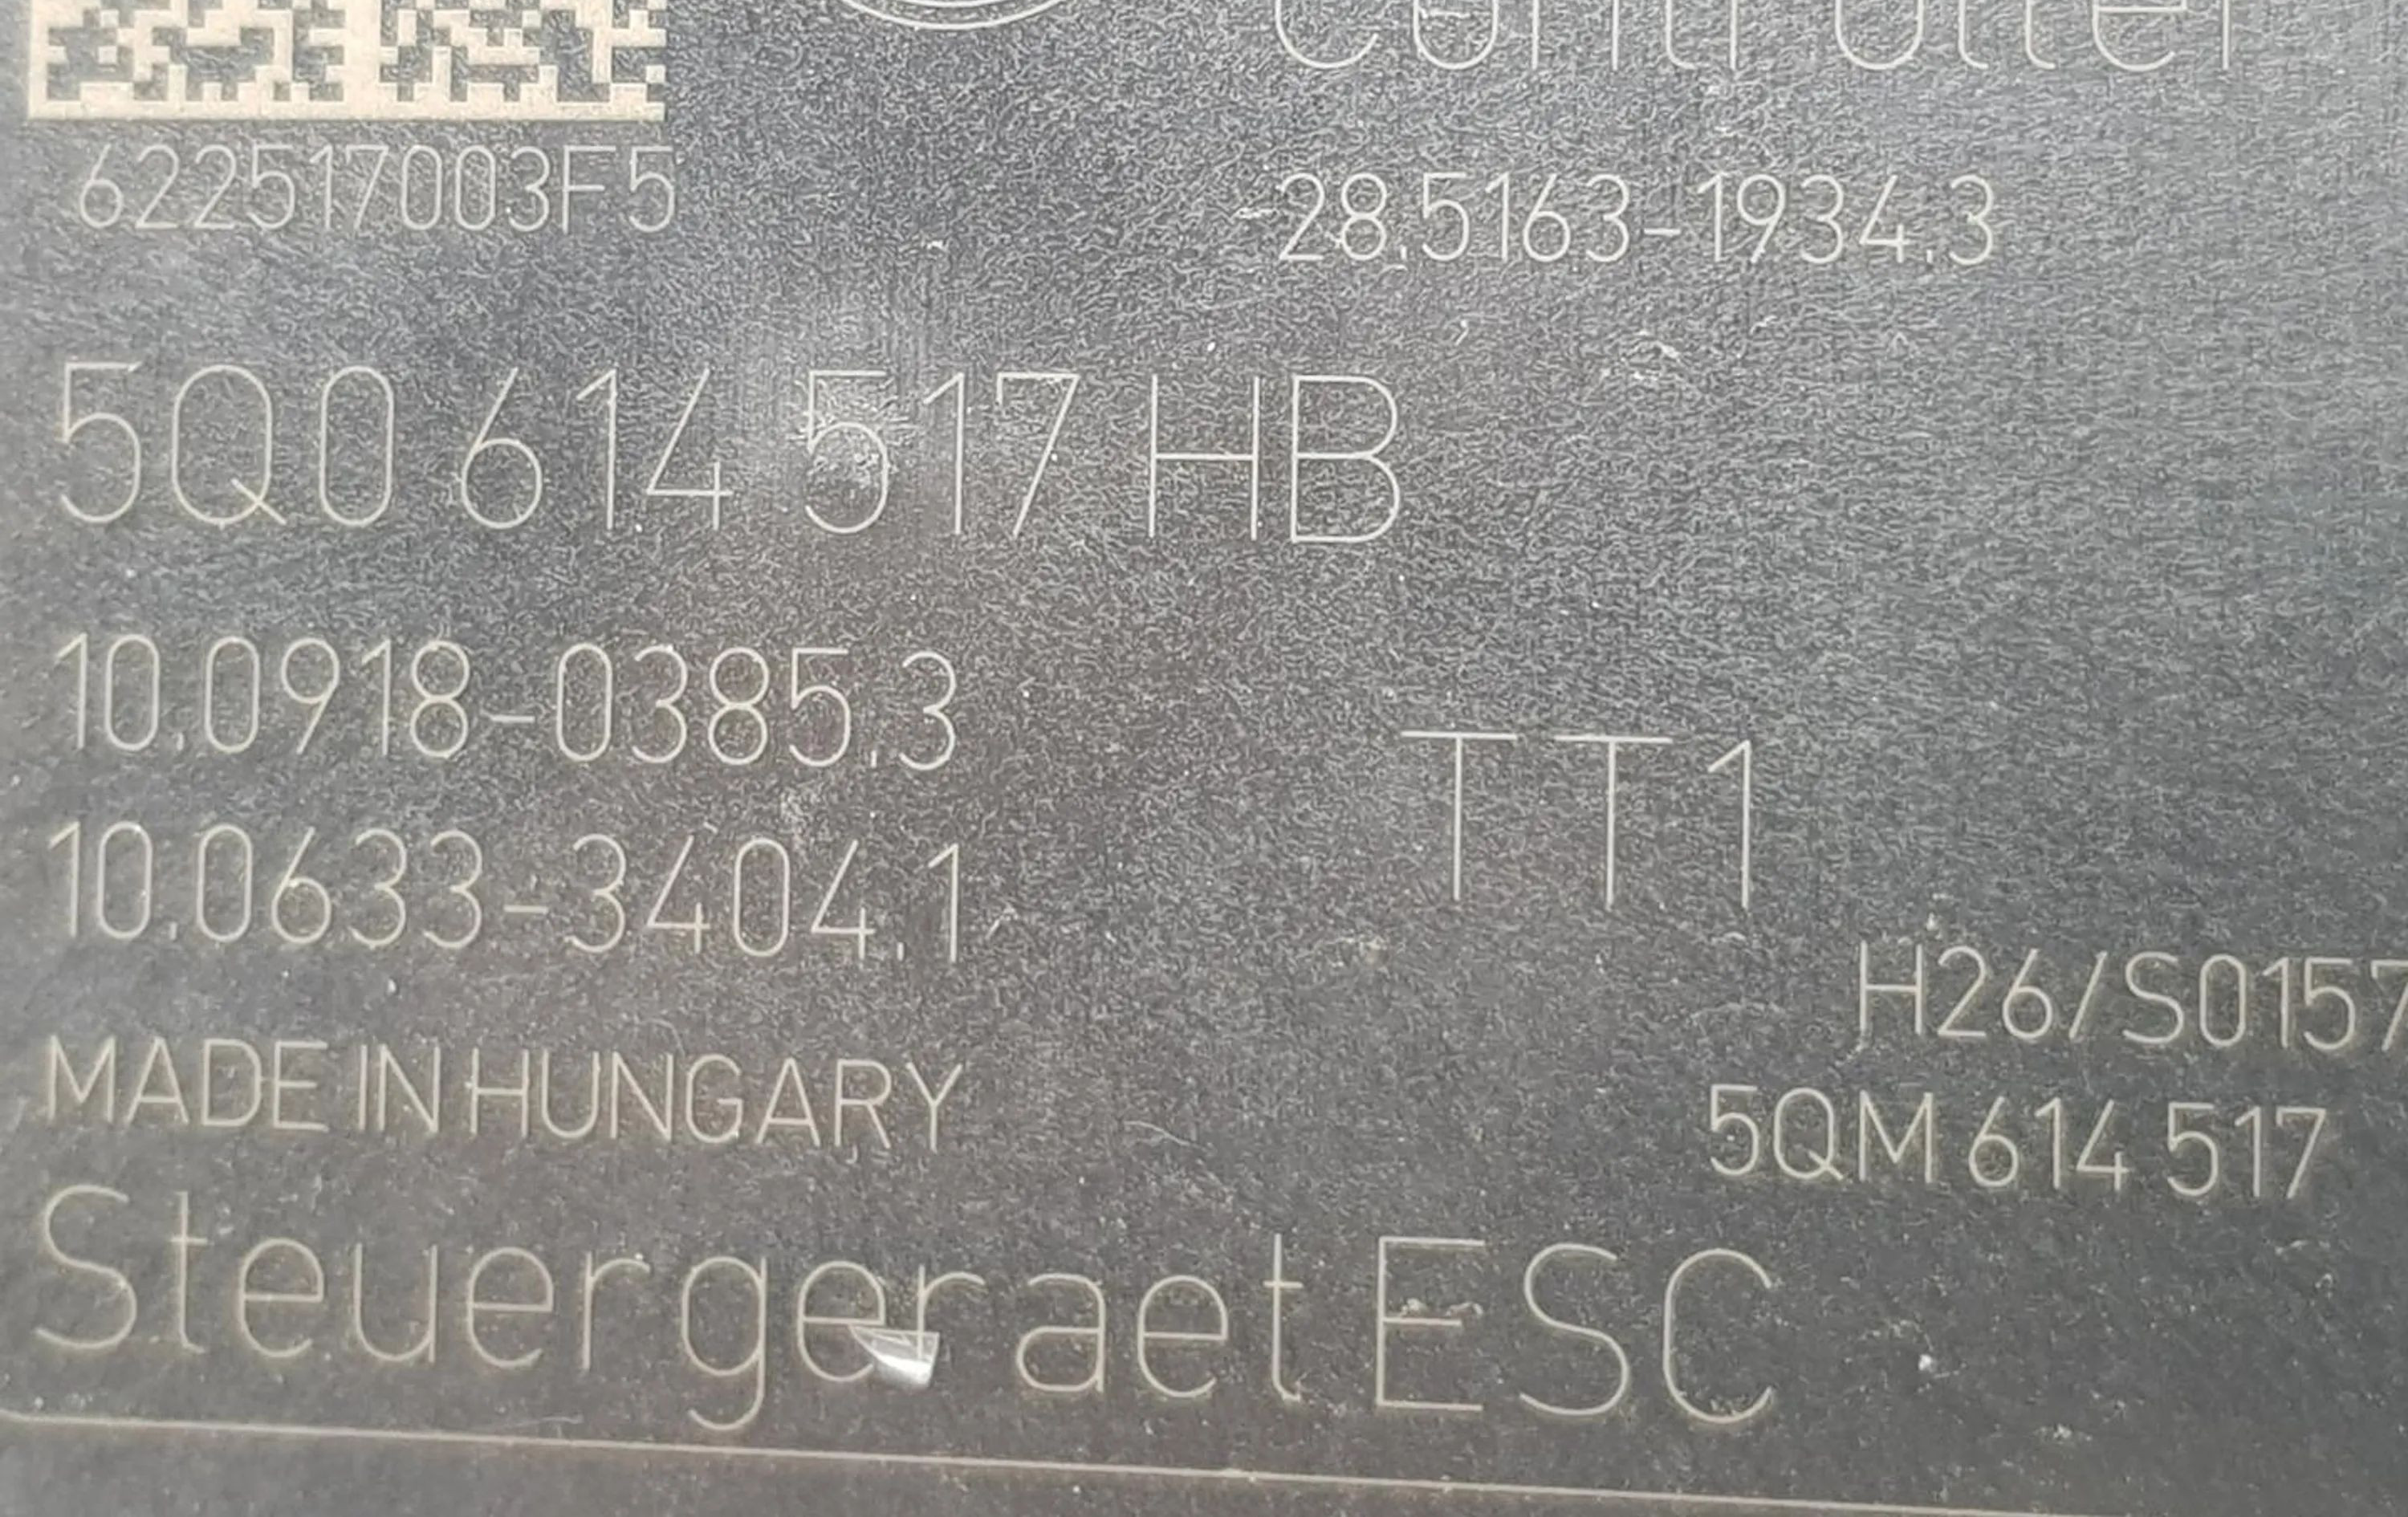 Controller
622517003F5
28.5163-1934.3
5Q0 614 517 HB
10.0918-0385.3
TT1
10.0633-3404.1
H26/S0157
MADE IN HUNGARY
5QM 614 517
Steuergeraet ESC